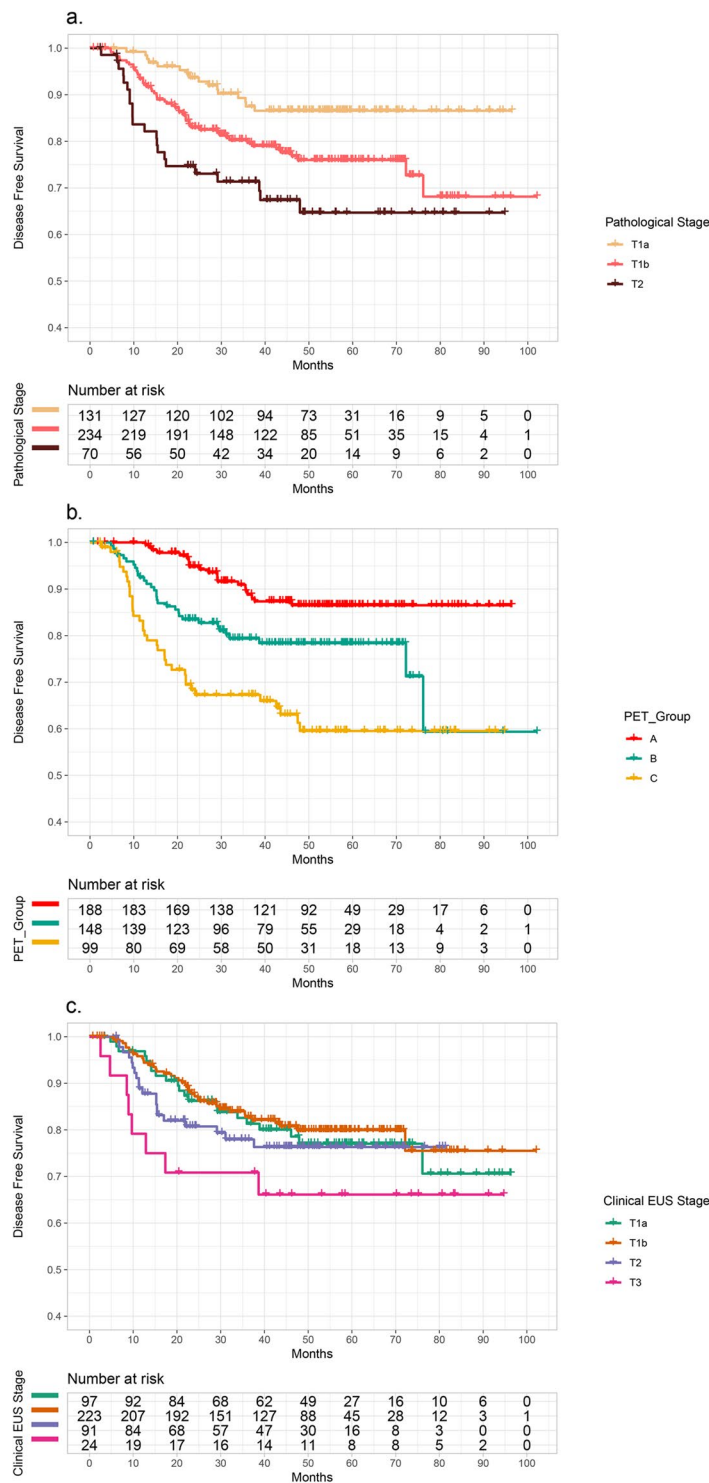 a.
1.0
0.9
0.8
0.7
0.6
0.5
0.4
Disease Free Survival
0 10 20 30 40 50 60 70 80 90 100
Months
Pathological Stage
T1a
T1b
T2
Number at risk
Pathological Stage
131 127 120 102 94 73 31 16 9 5 0
234 219 191 148 122 85 51 35 15 4 1
70 56 50 42 34 20 14 9 6 2 0
0 10 20 30 40 50 60 70 80 90 100
Months
b.
1.0
0.9
0.8
0.7
0.6
0.5
0.4
Disease Free Survival
0 10 20 30 40 50 60 70 80 90 100
Months
PET_Group
A
B
C
Number at risk
PET_Group
188 183 169 138 121 92 49 29 17 6 0
148 139 123 96 79 55 29 18 4 2 1
99 80 69 58 50 31 18 13 9 3 0
0 10 20 30 40 50 60 70 80 90 100
Months
c.
1.0
0.9
0.8
0.7
0.6
0.5
0.4
Disease Free Survival
0 10 20 30 40 50 60 70 80 90 100
Months
Clinical EUS Stage
T1a
T1b
T2
T3
Number at risk
Clinical EUS Stage
97 92 84 68 62 49 27 16 10 6 0
223 207 192 151 127 88 45 28 12 3 1
91 84 68 57 47 30 16 8 3 0 0
24 19 17 16 14 11 8 8 5 2 0
0 10 20 30 40 50 60 70 80 90 100
Months